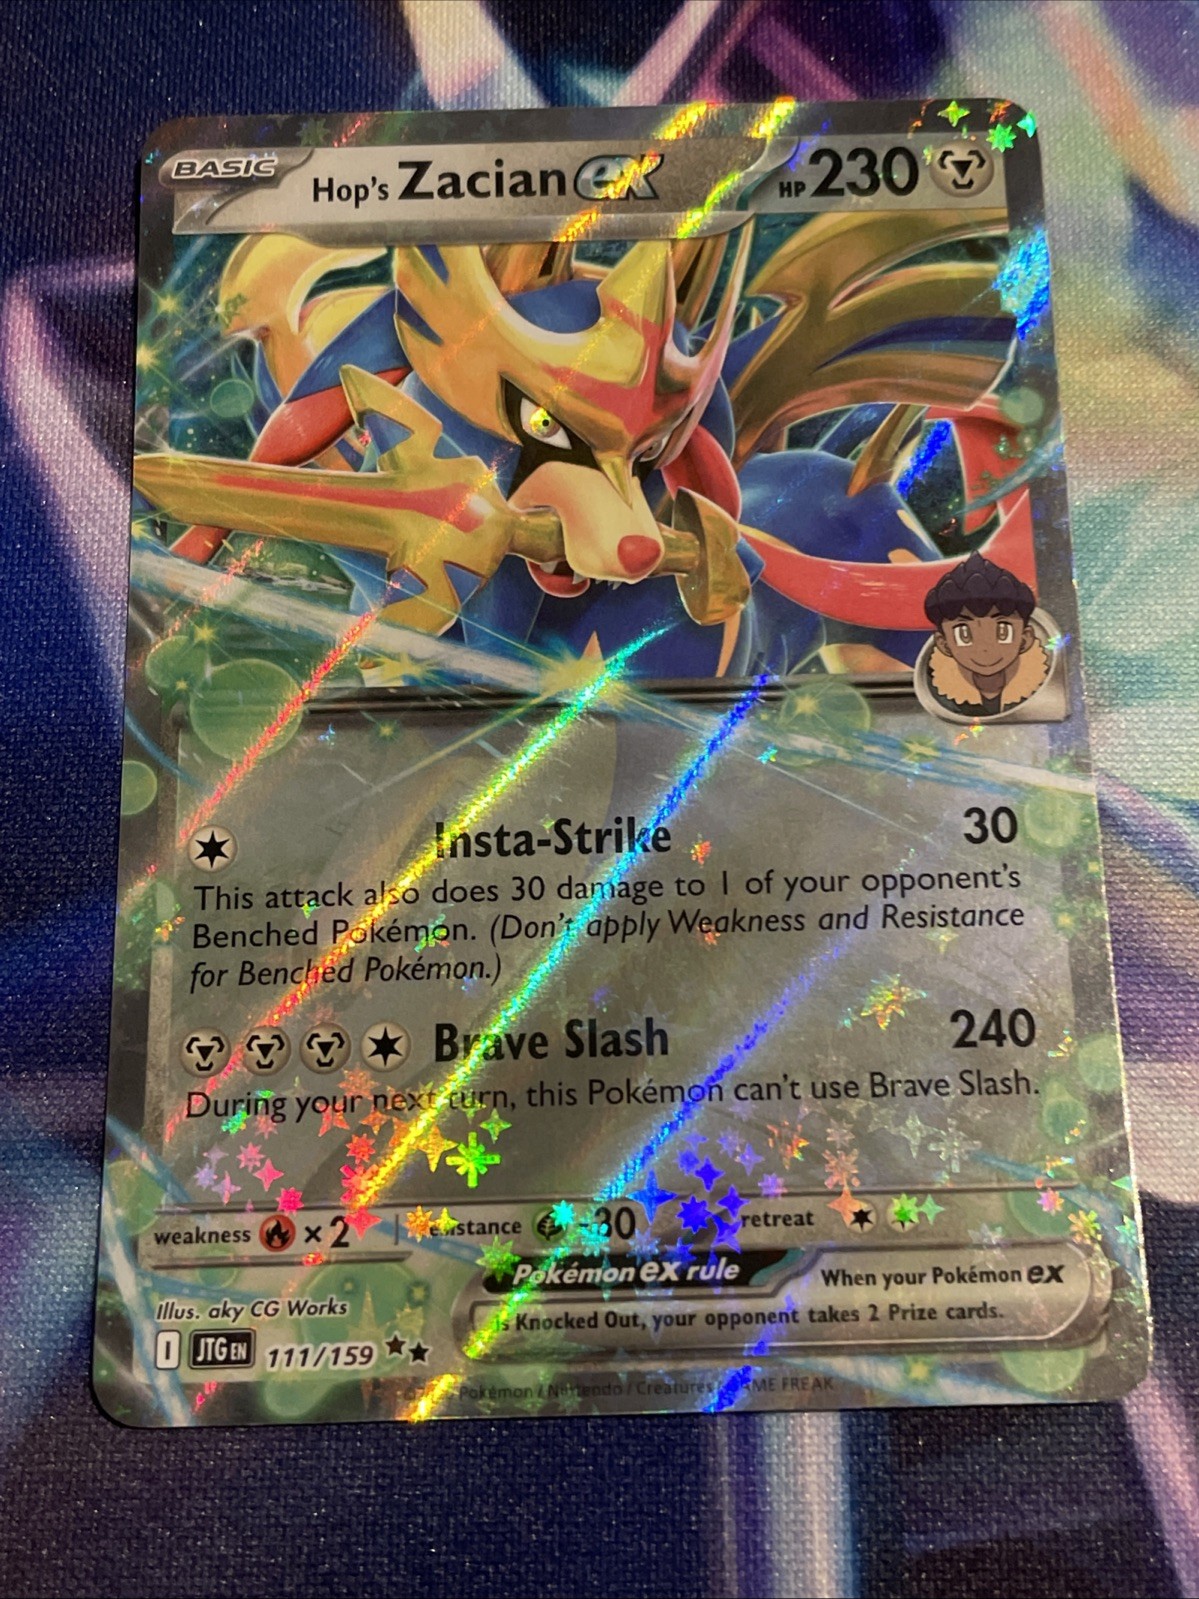 BASIC
Hop's Zacian ex HP 230
Insta-Strike 30
This attack also does 30 damage to 1 of your opponent's
Benched Pokémon. (Don't apply Weakness and Resistance
for Benched Pokémon.)
Brave Slash 240
During your next turn, this Pokémon can't use Brave Slash.
weakness ×2 resistance -30 retreat
Pokémon ex rule When your Pokémon ex
is Knocked Out, your opponent takes 2 Prize cards.
Illus. aky CG Works
I JTG EN 111/159
Pokémon / Nintendo / Creatures / GAME FREAK